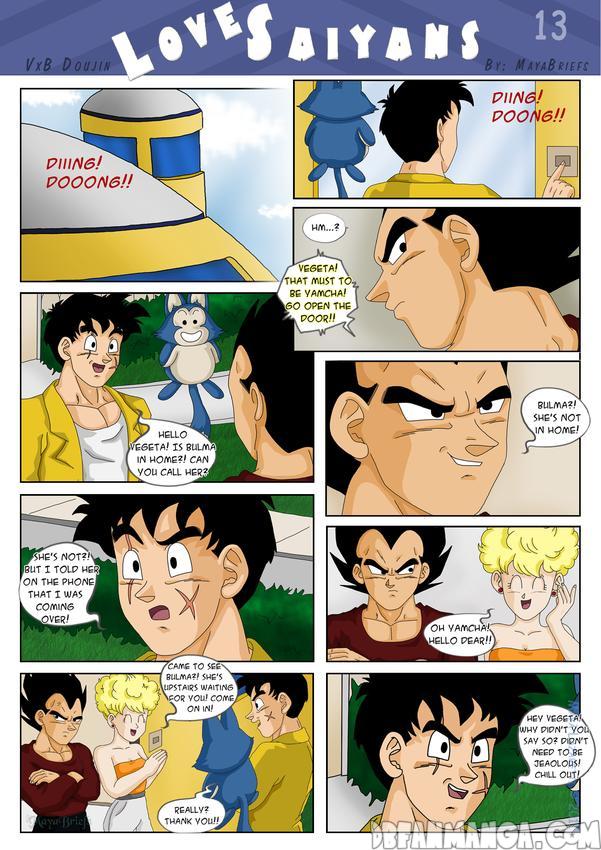 LOVE SAIYANS
13
VXB DOUJIN
BY: MAYABRIEFS
DIIING!
DOOONG!!
DIING!
DOONG!!
HM...?
VEGETA!
THAT MUST TO
BE YAMCHA!
GO OPEN THE
DOOR!!
HELLO
VEGETA! IS BULMA
IN HOME?! CAN
YOU CALL HER?
BULMA?!
SHE'S NOT
IN HOME!
SHE'S NOT?!
BUT I TOLD HER
ON THE PHONE
THAT I WAS
COMING
OVER!
OH YAMCHA!
HELLO DEAR!!
CAME TO SEE
BULMA?! SHE'S
UPSTAIRS WAITING
FOR YOU! COME
ON IN!
REALLY?
THANK YOU!!
HEY VEGETA!
WHY DIDN'T YOU
SAY SO? DIDN'T
NEED TO BE
JEAOLOUS!
CHILL OUT!
MayaBriefs
DBFANMANGA.COM